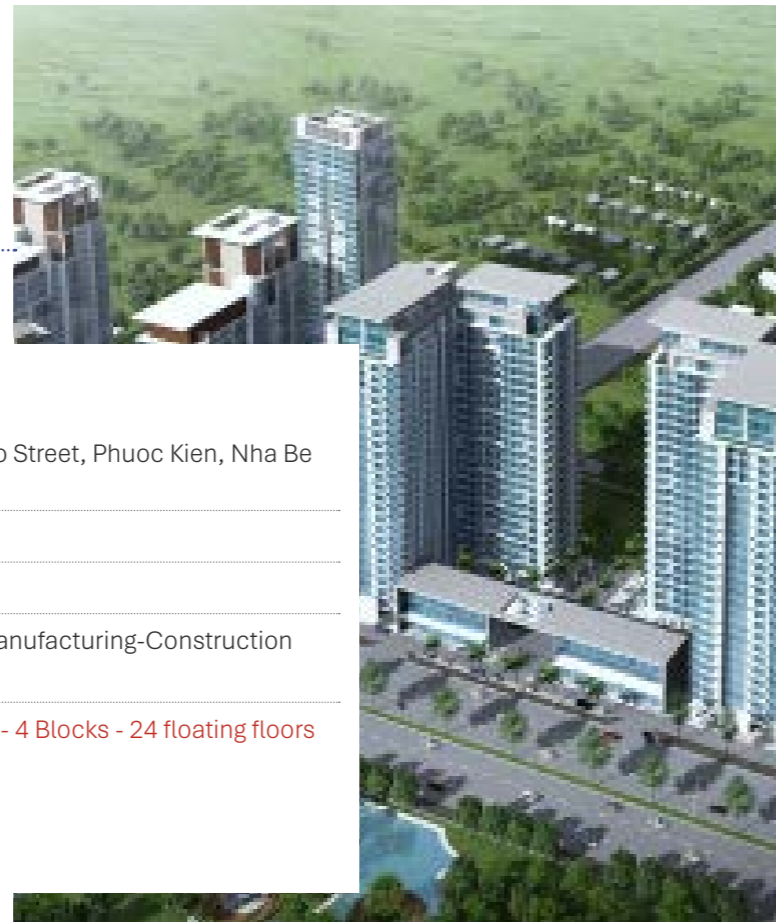 Street, Phuoc Kien, Nha Be
anufacturing-Construction
- 4 Blocks - 24 floating floors